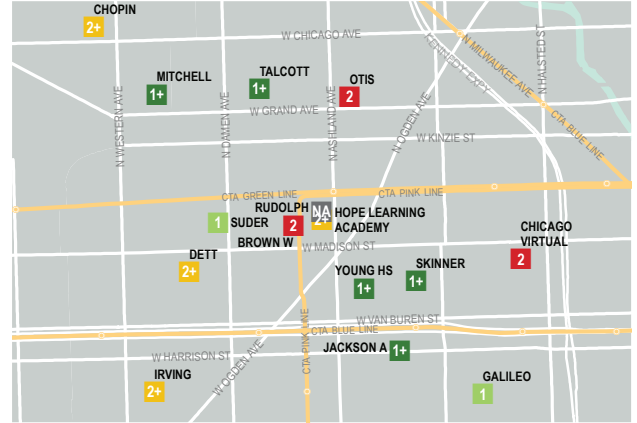 CHOPIN
2+
W CHICAGO AVE
KENNEDY EXPY
N MILWAUKEE AVE
N HALSTED ST
MITCHELL
1+
TALCOTT
1+
OTIS
2
N WESTERN AVE
N DAMEN AVE
W GRAND AVE
N ASHLAND AVE
N OGDEN AVE
W KINZIE ST
CTA BLUE LINE
CTA GREEN LINE
CTA PINK LINE
RUDOLPH
NA
HOPE LEARNING
ACADEMY
2+
1
SUDER
2
BROWN W
W MADISON ST
CHICAGO
VIRTUAL
2
DETT
2+
YOUNG HS
1+
SKINNER
1+
W VAN BUREN ST
CTA BLUE LINE
CTA PINK LINE
W HARRISON ST
W OGDEN AVE
JACKSON A
1+
IRVING
2+
GALILEO
1